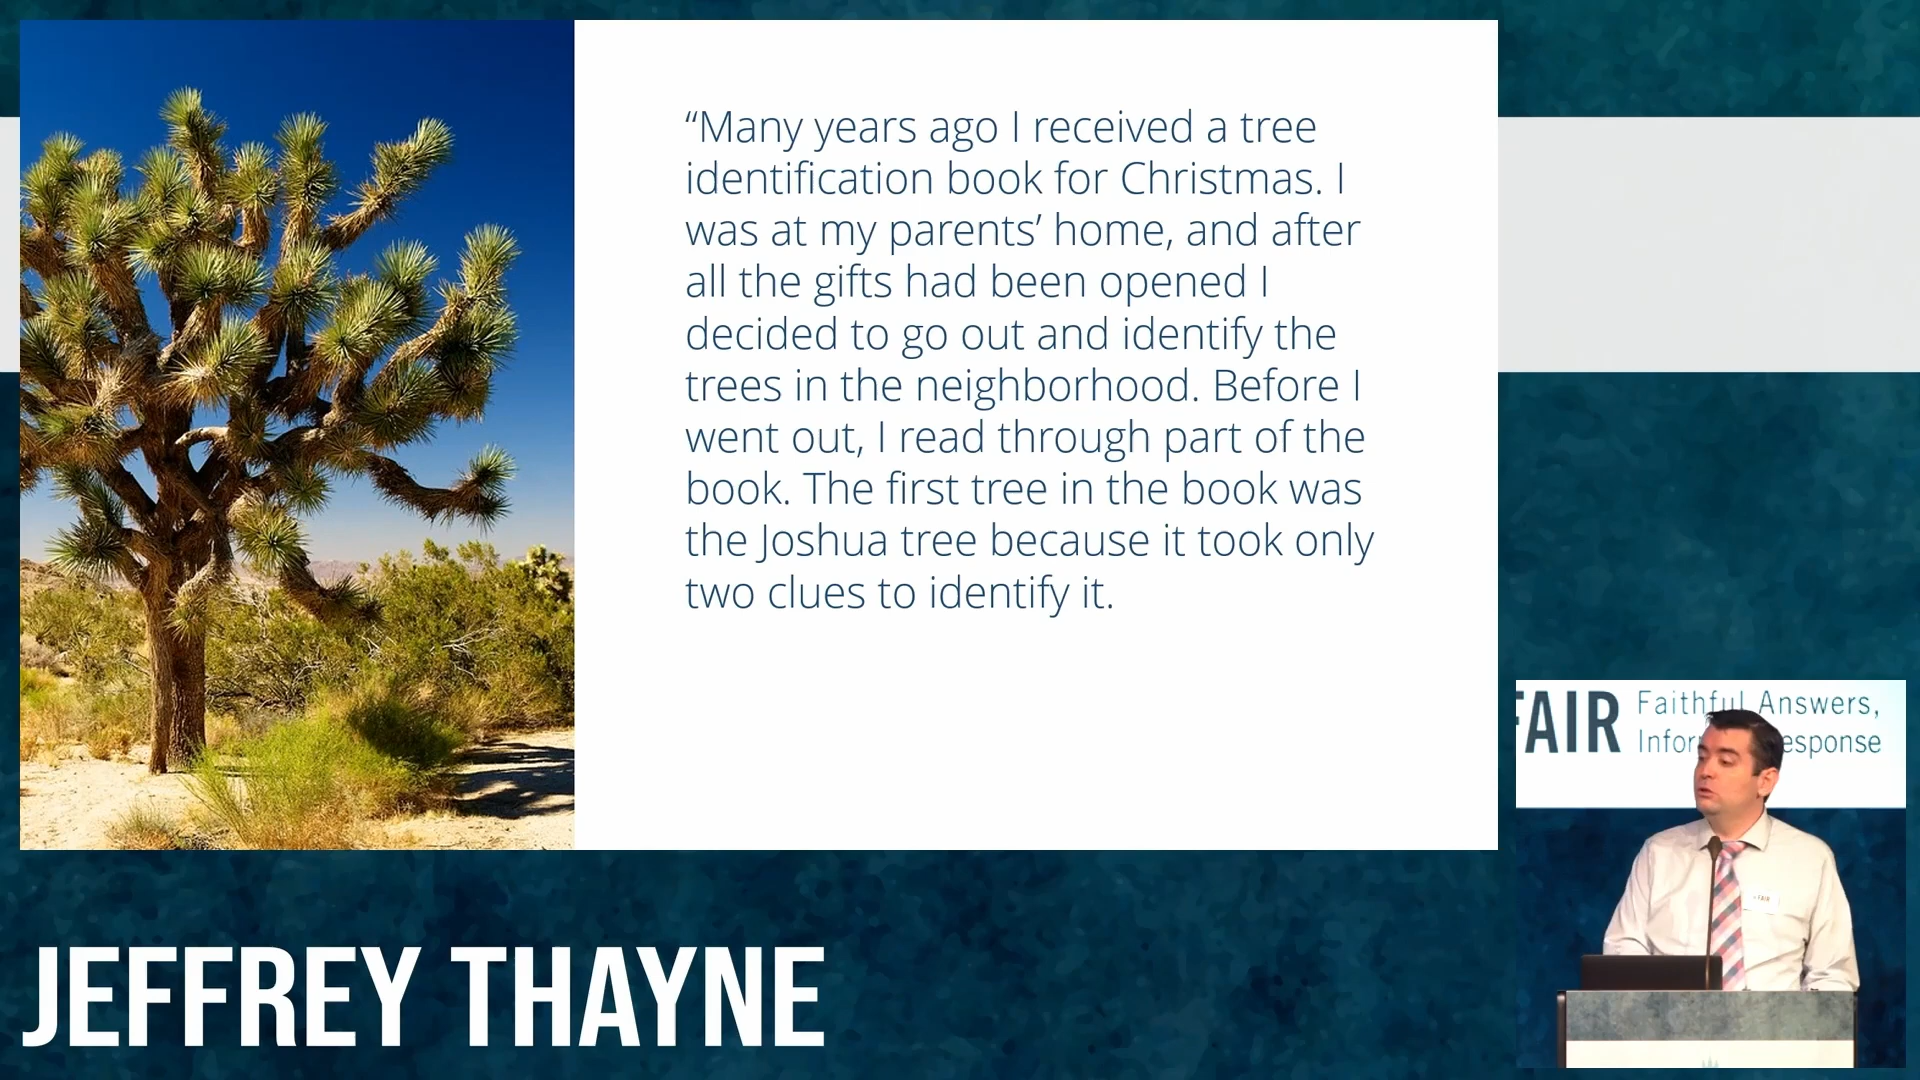 “Many years ago I received a tree
identification book for Christmas. I
was at my parents’ home, and after
all the gifts had been opened I
decided to go out and identify the
trees in the neighborhood. Before I
went out, I read through part of the
book. The first tree in the book was
the Joshua tree because it took only
two clues to identify it.
FAIR
Faithful Answers,
Infor esponse
FAIR
JEFFREY THAYNE